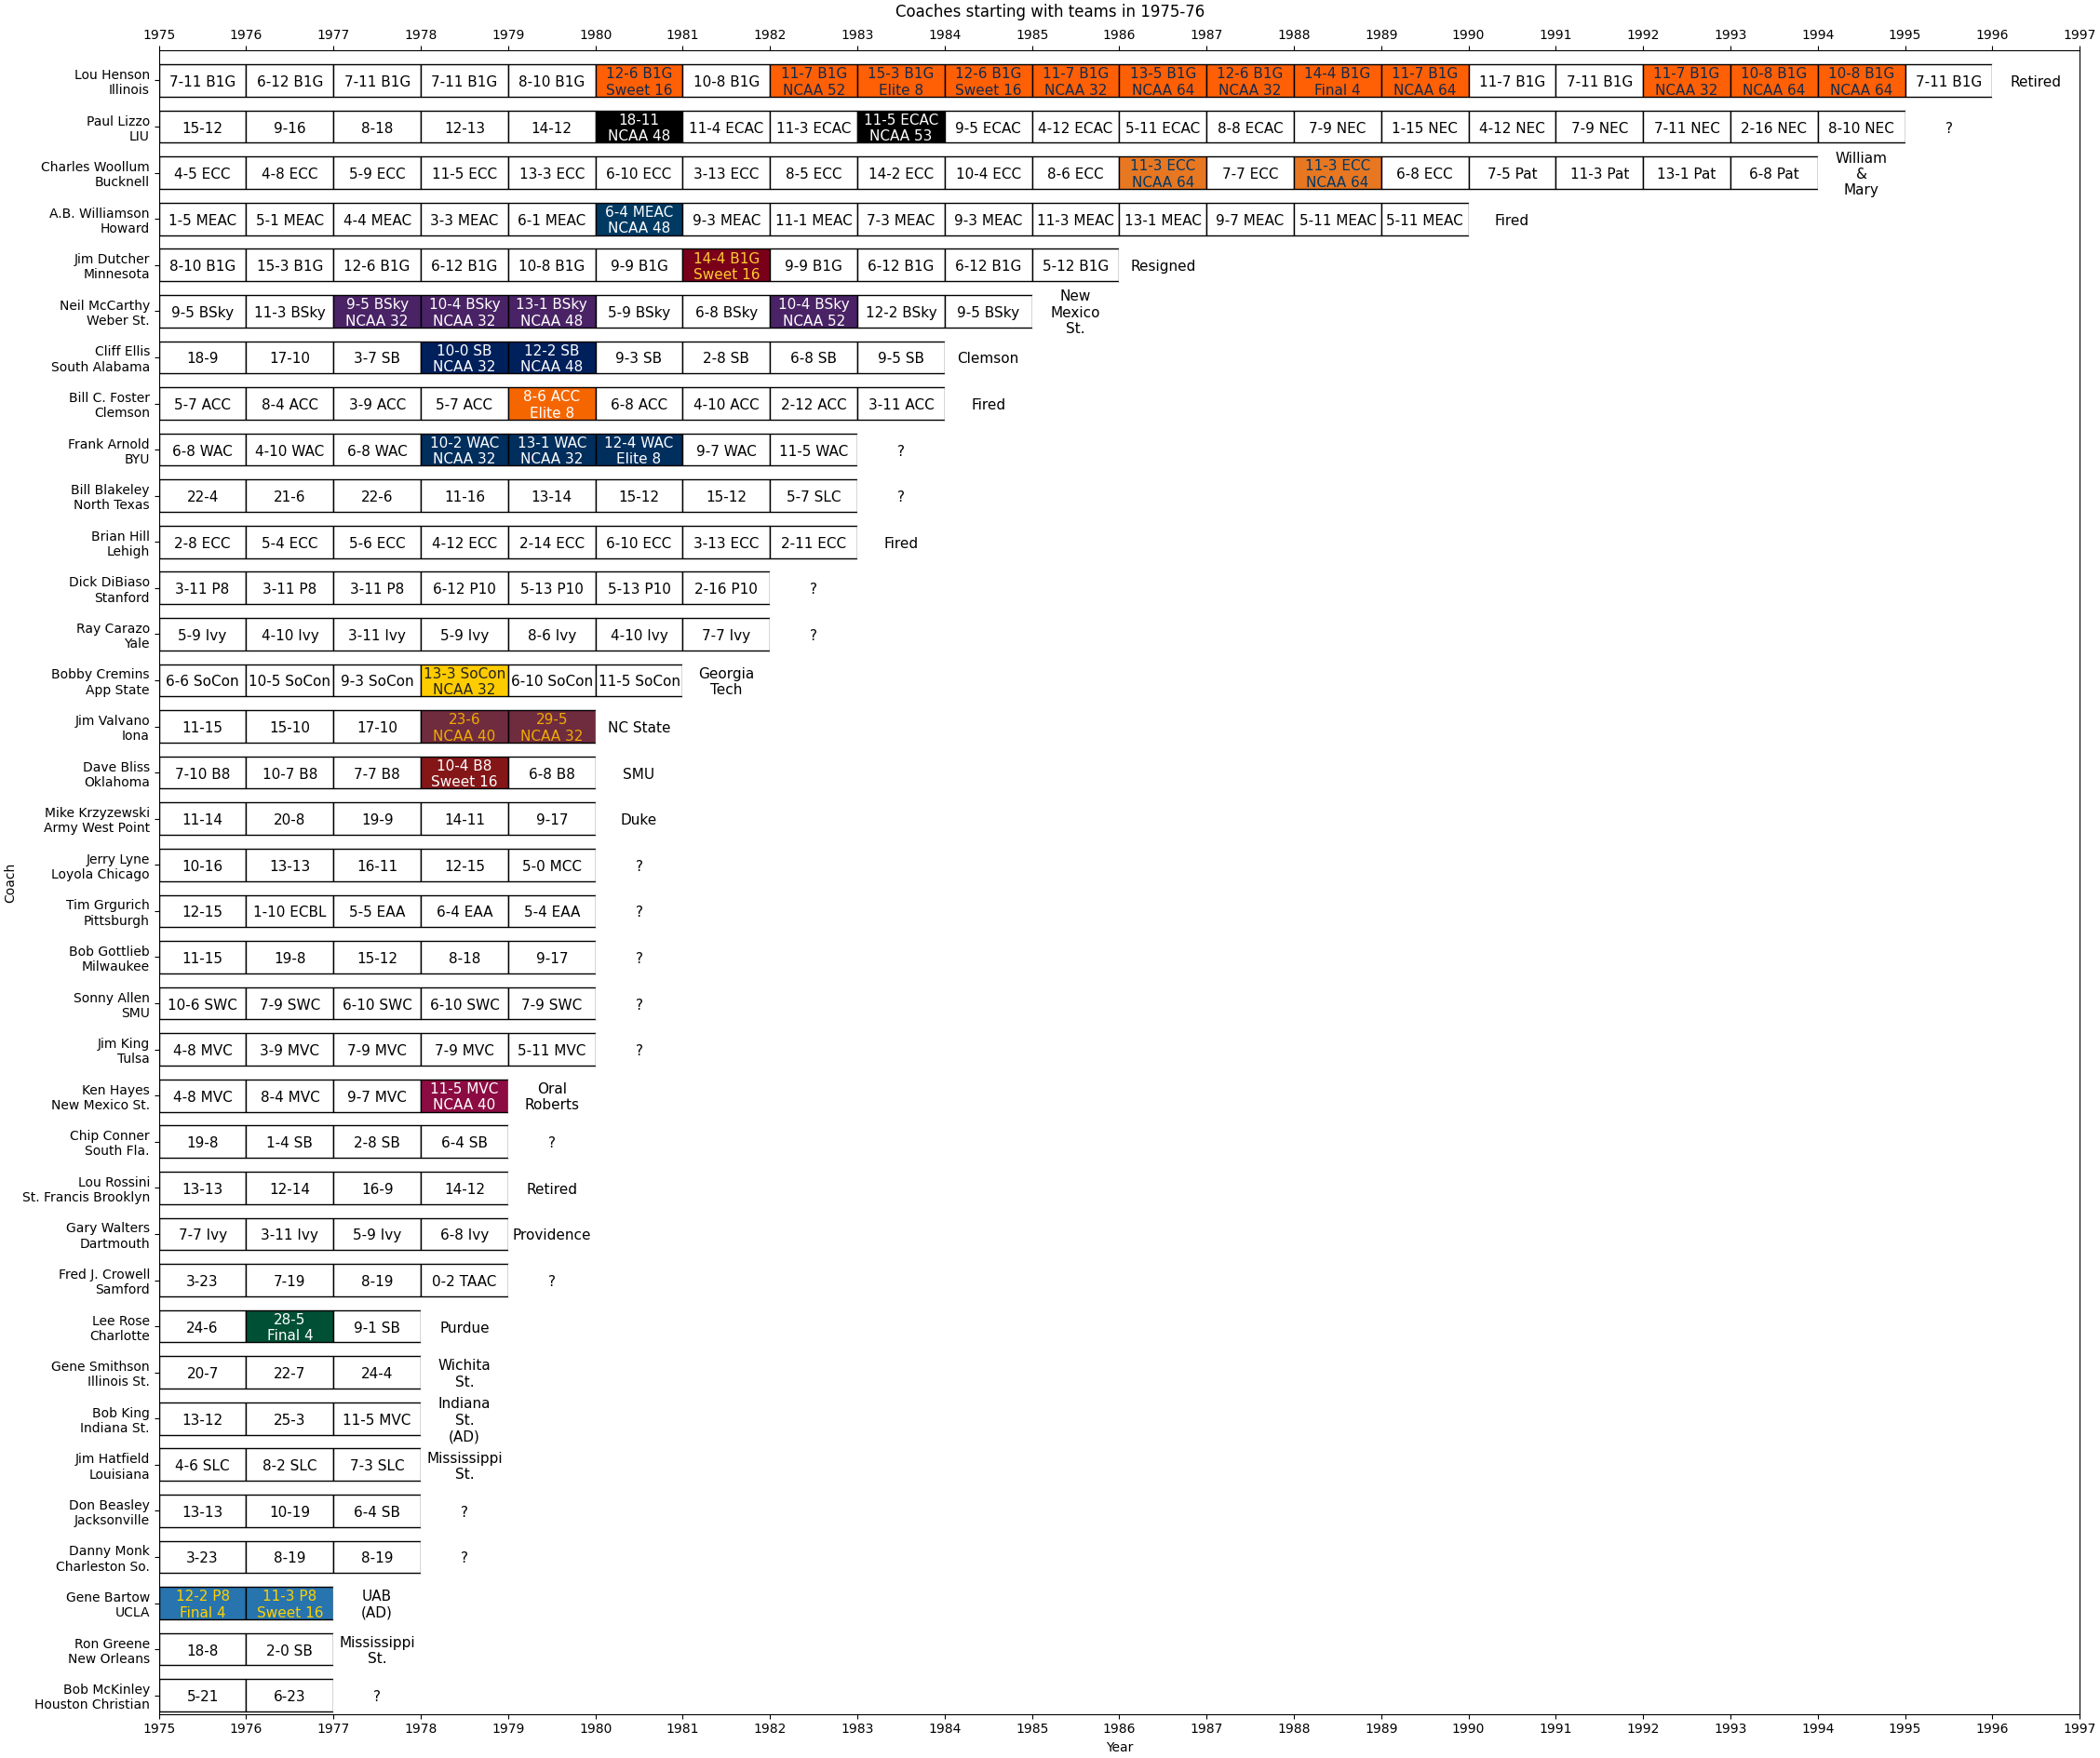 Coaches starting with teams in 1975-76
1975 1976 1977 1978 1979 1980 1981 1982 1983 1984 1985 1986 1987 1988 1989 1990 1991 1992 1993 1994 1995 1996 1997
Lou Henson
Illinois
7-11 B1G 6-12 B1G 7-11 B1G 7-11 B1G 8-10 B1G 12-6 B1G Sweet 16 10-8 B1G 11-7 B1G NCAA 52 15-3 B1G Elite 8 12-6 B1G Sweet 16 11-7 B1G NCAA 32 13-5 B1G NCAA 64 12-6 B1G NCAA 32 14-4 B1G Final 4 11-7 B1G NCAA 64 11-7 B1G 7-11 B1G 11-7 B1G NCAA 32 10-8 B1G NCAA 64 10-8 B1G NCAA 64 7-11 B1G Retired
Paul Lizzo
LIU
15-12 9-16 8-18 12-13 14-12 18-11 NCAA 48 11-4 ECAC 11-3 ECAC 11-5 ECAC NCAA 53 9-5 ECAC 4-12 ECAC 5-11 ECAC 8-8 ECAC 7-9 NEC 1-15 NEC 4-12 NEC 7-9 NEC 7-11 NEC 2-16 NEC 8-10 NEC ?
Charles Woollum
Bucknell
4-5 ECC 4-8 ECC 5-9 ECC 11-5 ECC 13-3 ECC 6-10 ECC 3-13 ECC 8-5 ECC 14-2 ECC 10-4 ECC 8-6 ECC 11-3 ECC NCAA 64 7-7 ECC 11-3 ECC NCAA 64 6-8 ECC 7-5 Pat 11-3 Pat 13-1 Pat 6-8 Pat William & Mary
A.B. Williamson
Howard
1-5 MEAC 5-1 MEAC 4-4 MEAC 3-3 MEAC 6-1 MEAC 6-4 MEAC NCAA 48 9-3 MEAC 11-1 MEAC 7-3 MEAC 9-3 MEAC 11-3 MEAC 13-1 MEAC 9-7 MEAC 5-11 MEAC 5-11 MEAC Fired
Jim Dutcher
Minnesota
8-10 B1G 15-3 B1G 12-6 B1G 6-12 B1G 10-8 B1G 9-9 B1G 14-4 B1G Sweet 16 9-9 B1G 6-12 B1G 6-12 B1G 5-12 B1G Resigned
Neil McCarthy
Weber St.
9-5 BSky 11-3 BSky 9-5 BSky NCAA 32 10-4 BSky NCAA 32 13-1 BSky NCAA 48 5-9 BSky 6-8 BSky 10-4 BSky NCAA 52 12-2 BSky 9-5 BSky New Mexico St.
Cliff Ellis
South Alabama
18-9 17-10 3-7 SB 10-0 SB NCAA 32 12-2 SB NCAA 48 9-3 SB 2-8 SB 6-8 SB 9-5 SB Clemson
Bill C. Foster
Clemson
5-7 ACC 8-4 ACC 3-9 ACC 5-7 ACC 8-6 ACC Elite 8 6-8 ACC 4-10 ACC 2-12 ACC 3-11 ACC Fired
Frank Arnold
BYU
6-8 WAC 4-10 WAC 6-8 WAC 10-2 WAC NCAA 32 13-1 WAC NCAA 32 12-4 WAC Elite 8 9-7 WAC 11-5 WAC ?
Bill Blakeley
North Texas
22-4 21-6 22-6 11-16 13-14 15-12 15-12 5-7 SLC ?
Brian Hill
Lehigh
2-8 ECC 5-4 ECC 5-6 ECC 4-12 ECC 2-14 ECC 6-10 ECC 3-13 ECC 2-11 ECC Fired
Dick DiBiaso
Stanford
3-11 P8 3-11 P8 3-11 P8 6-12 P10 5-13 P10 5-13 P10 2-16 P10 ?
Ray Carazo
Yale
5-9 Ivy 4-10 Ivy 3-11 Ivy 5-9 Ivy 8-6 Ivy 4-10 Ivy 7-7 Ivy ?
Bobby Cremins
App State
6-6 SoCon 10-5 SoCon 9-3 SoCon 13-3 SoCon NCAA 32 6-10 SoCon 11-5 SoCon Georgia Tech
Jim Valvano
Iona
11-15 15-10 17-10 23-6 NCAA 40 29-5 NCAA 32 NC State
Dave Bliss
Oklahoma
7-10 B8 10-7 B8 7-7 B8 10-4 B8 Sweet 16 6-8 B8 SMU
Mike Krzyzewski
Army West Point
11-14 20-8 19-9 14-11 9-17 Duke
Jerry Lyne
Loyola Chicago
10-16 13-13 16-11 12-15 5-0 MCC ?
Tim Grgurich
Pittsburgh
12-15 1-10 ECBL 5-5 EAA 6-4 EAA 5-4 EAA ?
Bob Gottlieb
Milwaukee
11-15 19-8 15-12 8-18 9-17 ?
Sonny Allen
SMU
10-6 SWC 7-9 SWC 6-10 SWC 6-10 SWC 7-9 SWC ?
Jim King
Tulsa
4-8 MVC 3-9 MVC 7-9 MVC 7-9 MVC 5-11 MVC ?
Ken Hayes
New Mexico St.
4-8 MVC 8-4 MVC 9-7 MVC 11-5 MVC NCAA 40 Oral Roberts
Chip Conner
South Fla.
19-8 1-4 SB 2-8 SB 6-4 SB ?
Lou Rossini
St. Francis Brooklyn
13-13 12-14 16-9 14-12 Retired
Gary Walters
Dartmouth
7-7 Ivy 3-11 Ivy 5-9 Ivy 6-8 Ivy Providence
Fred J. Crowell
Samford
3-23 7-19 8-19 0-2 TAAC ?
Lee Rose
Charlotte
24-6 28-5 Final 4 9-1 SB Purdue
Gene Smithson
Illinois St.
20-7 22-7 24-4 Wichita St.
Bob King
Indiana St.
13-12 25-3 11-5 MVC Indiana St. (AD)
Jim Hatfield
Louisiana
4-6 SLC 8-2 SLC 7-3 SLC Mississippi St.
Don Beasley
Jacksonville
13-13 10-19 6-4 SB ?
Danny Monk
Charleston So.
3-23 8-19 8-19 ?
Gene Bartow
UCLA
12-2 P8 Final 4 11-3 P8 Sweet 16 UAB (AD)
Ron Greene
New Orleans
18-8 2-0 SB Mississippi St.
Bob McKinley
Houston Christian
5-21 6-23 ?
1975 1976 1977 1978 1979 1980 1981 1982 1983 1984 1985 1986 1987 1988 1989 1990 1991 1992 1993 1994 1995 1996 1997
Year
Coach